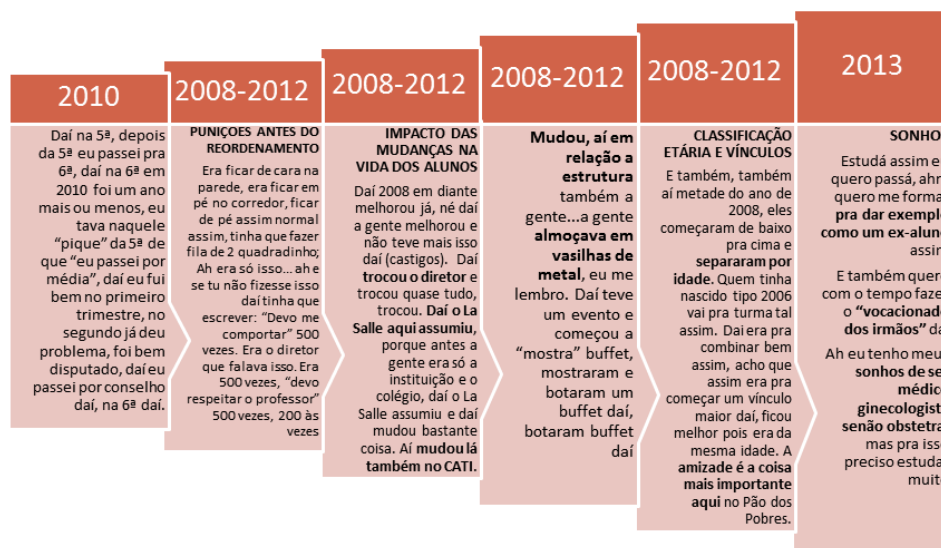 2010
Daí na 5ª, depois
da 5ª eu passei pra
6ª, daí na 6ª em
2010 foi um ano
mais ou menos, eu
tava naquele
“pique” da 5ª de
que “eu passei por
média”, daí eu fui
bem no primeiro
trimestre, no
segundo já deu
problema, foi bem
disputado, daí eu
passei por conselho
daí, na 6ª daí.
2008-2012
PUNIÇOES ANTES DO
REORDENAMENTO
Era ficar de cara na
parede, era ficar em
pé no corredor, ficar
de pé assim normal
assim, tinha que fazer
fila de 2 quadradinho;
Ah era só isso... ah e
se tu não fizesse isso
daí tinha que
escrever: “Devo me
comportar” 500
vezes. Era o diretor
que falava isso. Era
500 vezes, “devo
respeitar o professor”
500 vezes, 200 às
vezes
2008-2012
IMPACTO DAS
MUDANÇAS NA
VIDA DOS ALUNOS
Daí 2008 em diante
melhorou já, né daí
a gente melhorou e
não teve mais isso
daí (castigos). Daí
trocou o diretor e
trocou quase tudo,
trocou. Daí o La
Salle aqui assumiu,
porque antes a
gente era só a
instituição e o
colégio, daí o La
Salle assumiu e daí
mudou bastante
coisa. Aí mudou lá
também no CATI.
2008-2012
Mudou, aí em
relação a
estrutura
também a
gente...a gente
almoçava em
vasilhas de
metal, eu me
lembro. Daí teve
um evento e
começou a
“mostra” buffet,
mostraram e
botaram um
buffet daí,
botaram buffet
daí
2008-2012
CLASSIFICAÇÃO
ETÁRIA E VÍNCULOS
E também, também
aí metade do ano de
2008, eles
começaram de baixo
pra cima e
separaram por
idade. Quem tinha
nascido tipo 2006
vai pra turma tal
assim. Dai era pra
combinar bem
assim, acho que
assim era pra
começar um vínculo
maior daí, ficou
melhor pois era da
mesma idade. A
amizade é a coisa
mais importante
aqui no Pão dos
Pobres.
2013
SONHO
Estudá assim e
quero passá,
quero me forma
pra dar exempl
como um ex-alun
assi
E também quer
com o tempo faze
o “vocacionad
dos irmãos” da
Ah eu tenho meu
sonhos de se
médic
ginecologist
senão obstetra
mas pra iss
preciso estuda
muit